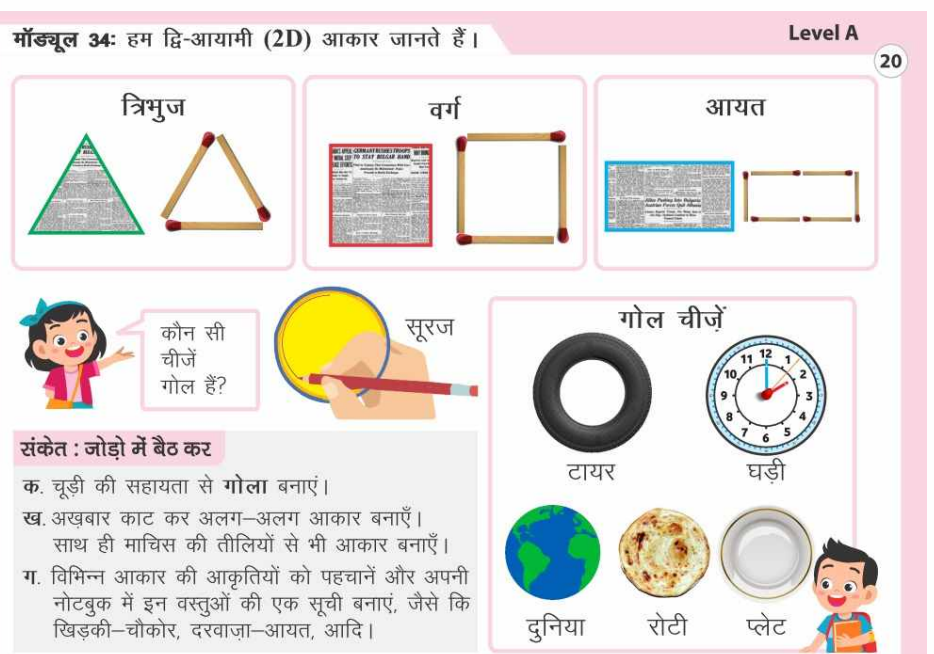 मॉड्यूल 34: हम द्वि-आयामी (2D) आकार जानते हैं।
Level A
20
त्रिभुज
वर्ग
आयत
कौन सी
चीजें
गोल हैं?
सूरज
गोल चीज़ें
12
1
2
3
4
5
6
7
8
9
10
11
टायर
घड़ी
दुनिया
रोटी
प्लेट
संकेत : जोड़ो में बैठ कर
क. चूड़ी की सहायता से गोला बनाएं।
ख. अख़बार काट कर अलग–अलग आकार बनाएँ।
साथ ही माचिस की तीलियों से भी आकार बनाएँ।
ग. विभिन्न आकार की आकृतियों को पहचानें और अपनी
नोटबुक में इन वस्तुओं की एक सूची बनाएं, जैसे कि
खिड़की–चौकोर, दरवाज़ा–आयत, आदि।